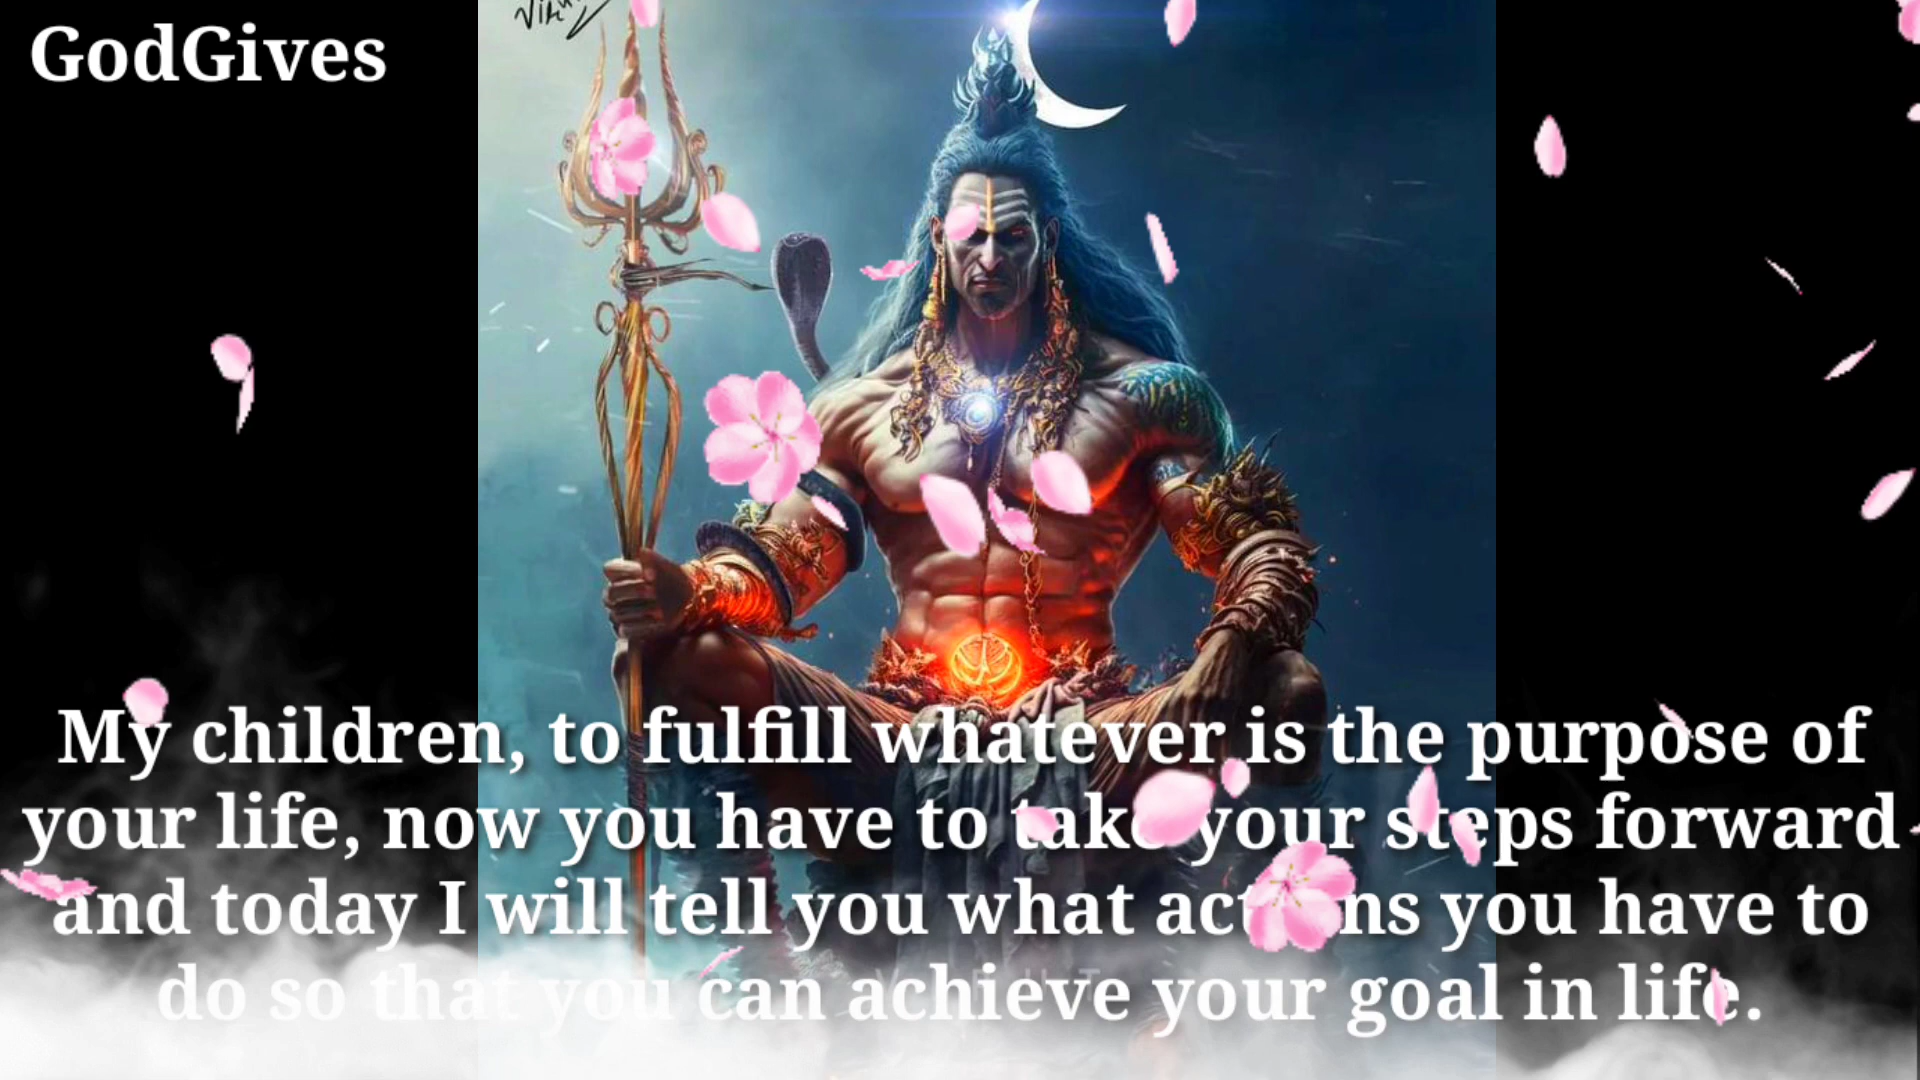 GodGives
My children, to fulfill whatever is the purpose of
your life, now you have to take your steps forward
and today I will tell you what actions you have to
do so that you can achieve your goal in life.